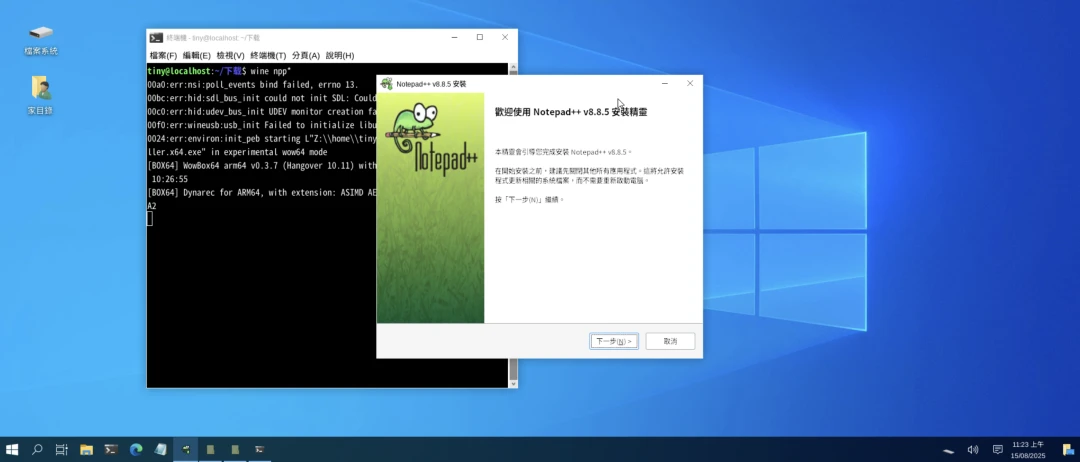 檔案系統
家目錄
終端機 - tiny@localhost: ~/下載
檔案(F) 編輯(E) 檢視(V) 終端機(T) 分頁(A) 說明(H)
tiny@localhost:~/下載$ wine npp*
00a0:err:nsi:poll_events bind failed, errno 13.
00bc:err:hid:sdl_bus_init could not init SDL: Could
00c0:err:hid:udev_bus_init UDEV monitor creation fa
00f0:err:wineusb:usb_init Failed to initialize libu
0024:err:environ:init_peb starting L"Z:\\home\\tiny
ller.x64.exe" in experimental wow64 mode
[BOX64] WowBox64 arm64 v0.3.7 (Hangover 10.11) with
10:26:55
[BOX64] Dynarec for ARM64, with extension: ASIMD AE
A2
Notepad++ v8.8.5 安裝
Notepad++
歡迎使用 Notepad++ v8.8.5 安裝精靈
本精靈會引導您完成安裝 Notepad++ v8.8.5。
在開始安裝之前，建議先關閉其他所有應用程式。這將允許安裝
程式更新相關的系統檔案，而不需要重新啟動電腦。
按「下一步(N)」繼續。
下一步(N) >
取消
11:23 上午
15/08/2025